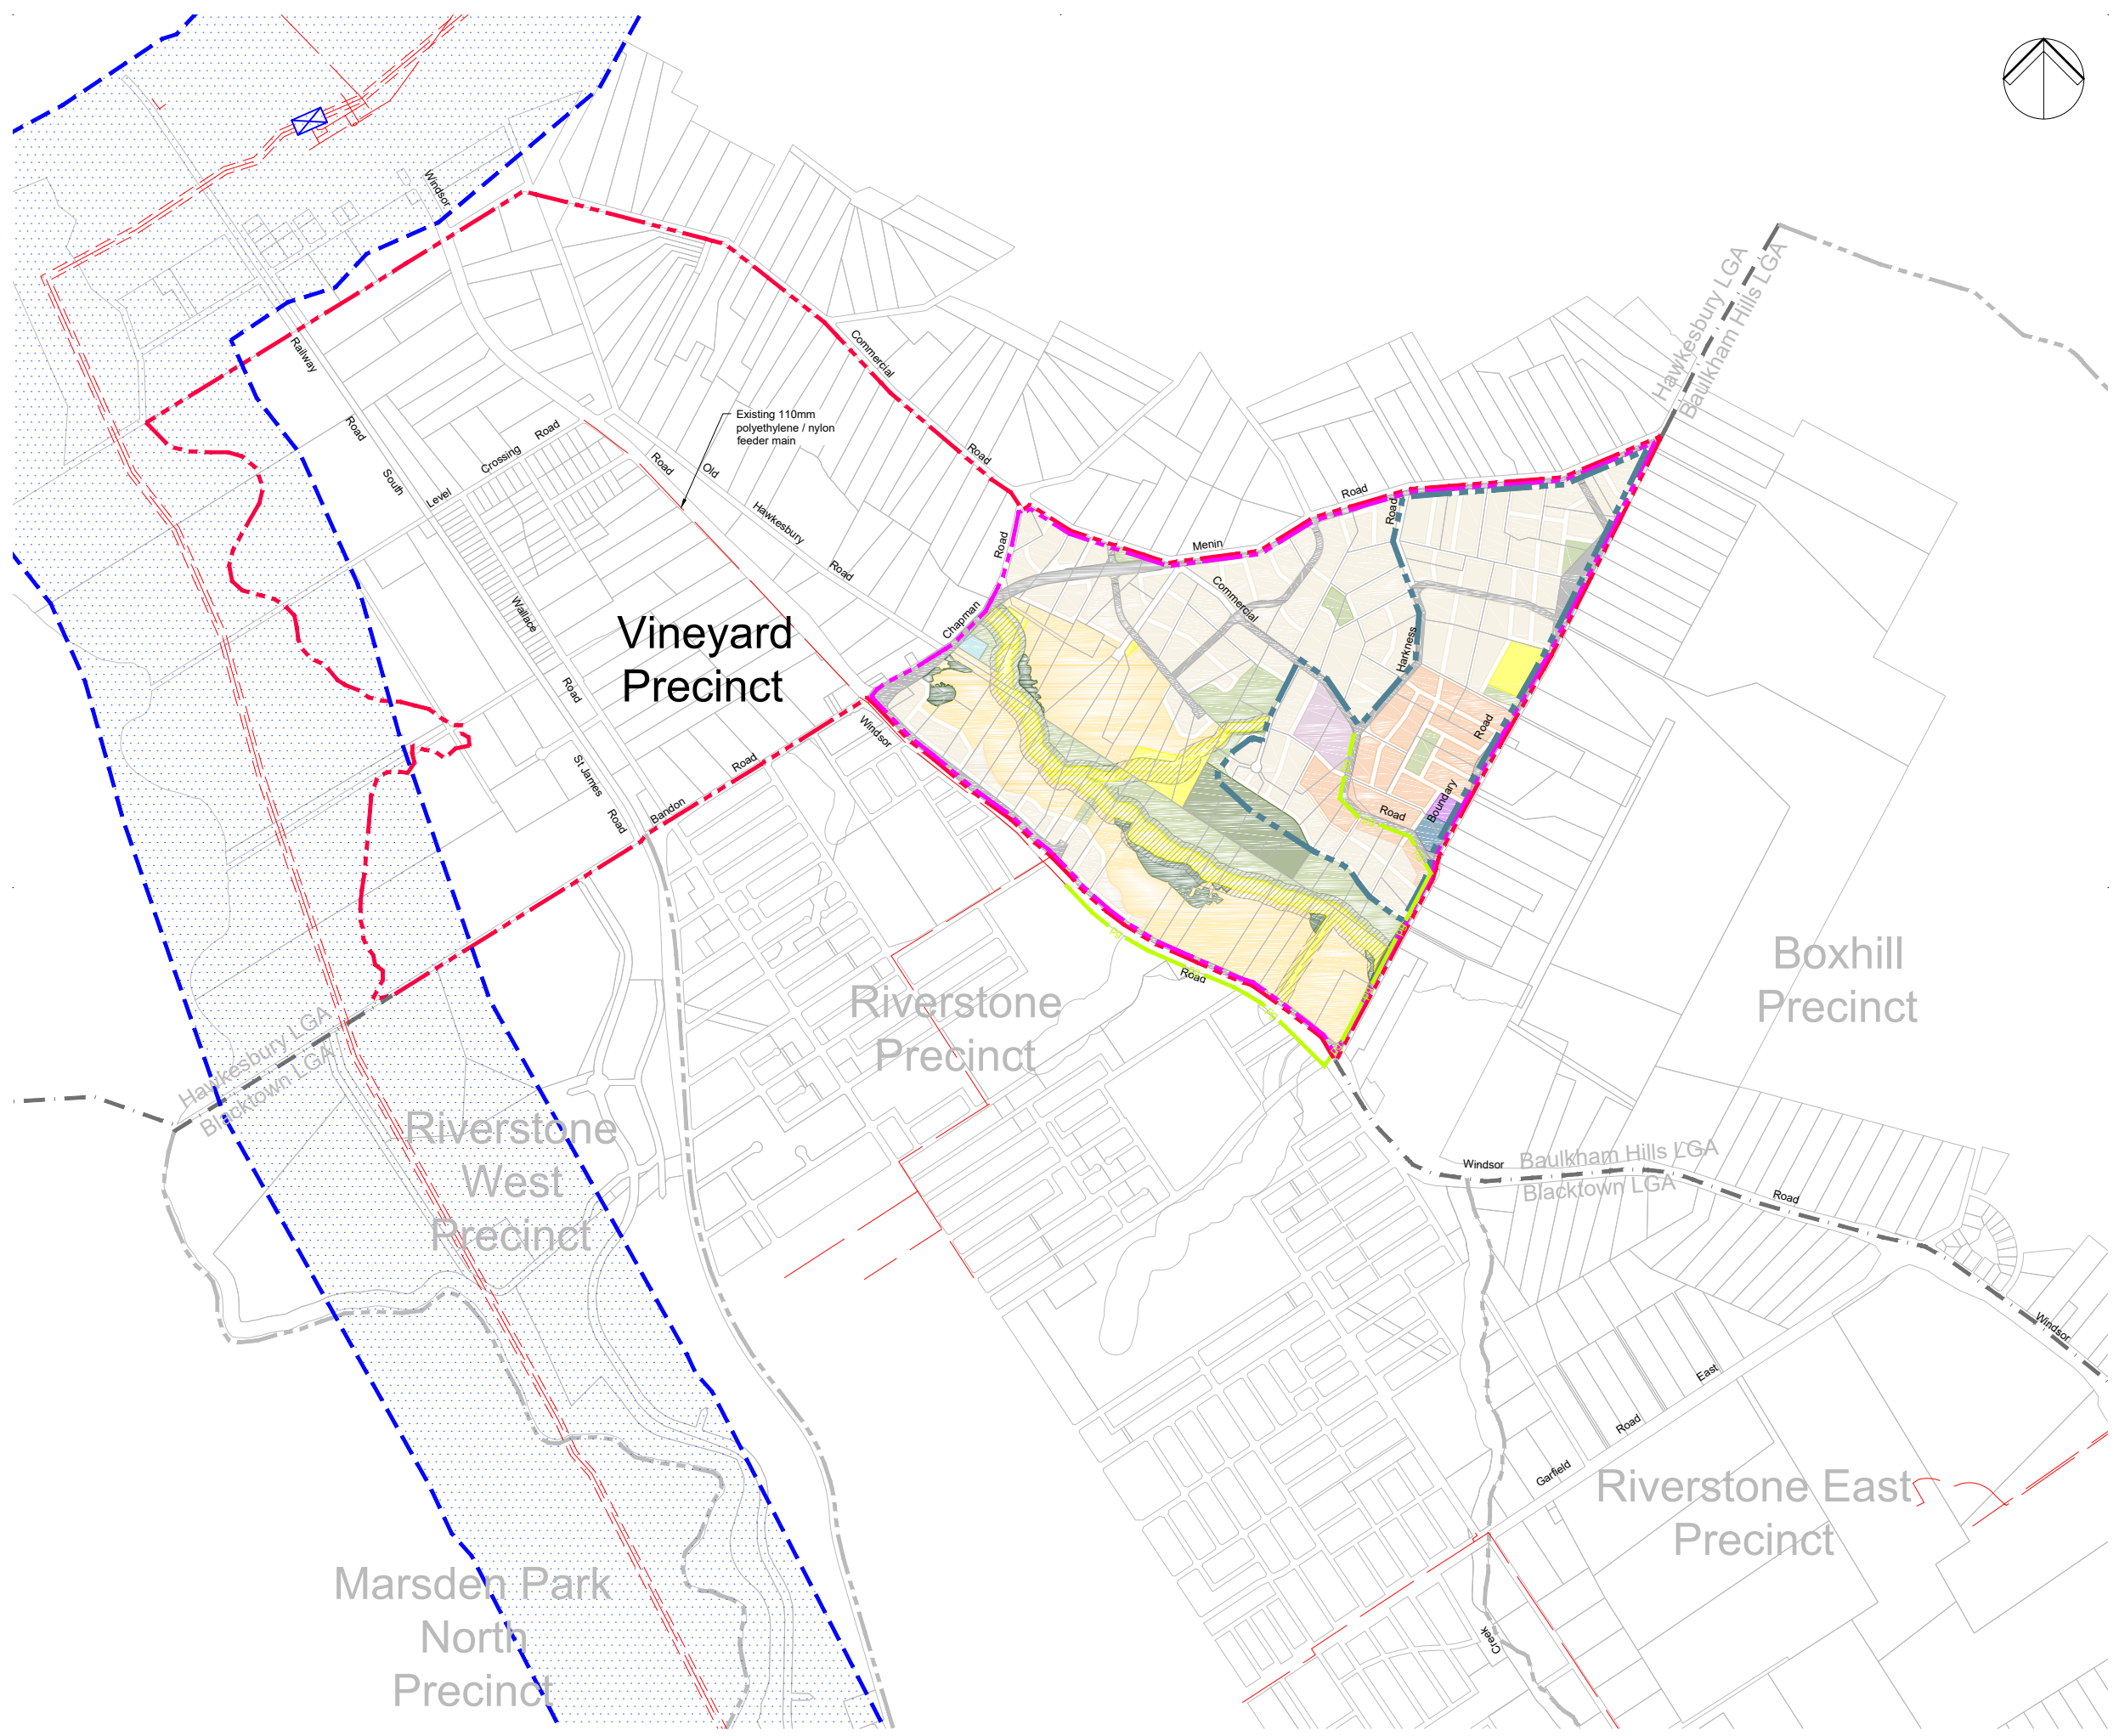 Windsor
Hawkesbury LGA
Baulkham Hills LGA
Railway
Commercial
Existing 110mm
polyethylene / nylon
feeder main
Road
Road
Level
Crossing
Road
South
Road
Old
Hawkesbury
Road
Road
Road
Menin
Road
Road
Chapman
Commercial
Harkness
Wallace
Road
Vineyard
Precinct
Windsor
Road
St James
Road
Bandon
Road
Road
Boundary
Road
Road
Boxhill
Precinct
Riverstone
Precinct
Hawkesbury LGA
Blacktown LGA
Riverstone
West
Precinct
Windsor
Baulkham Hills LGA
Blacktown LGA
Road
Windsor
East
Road
Garfield
Riverstone East
Precinct
Creek
Marsden Park
North
Precinct